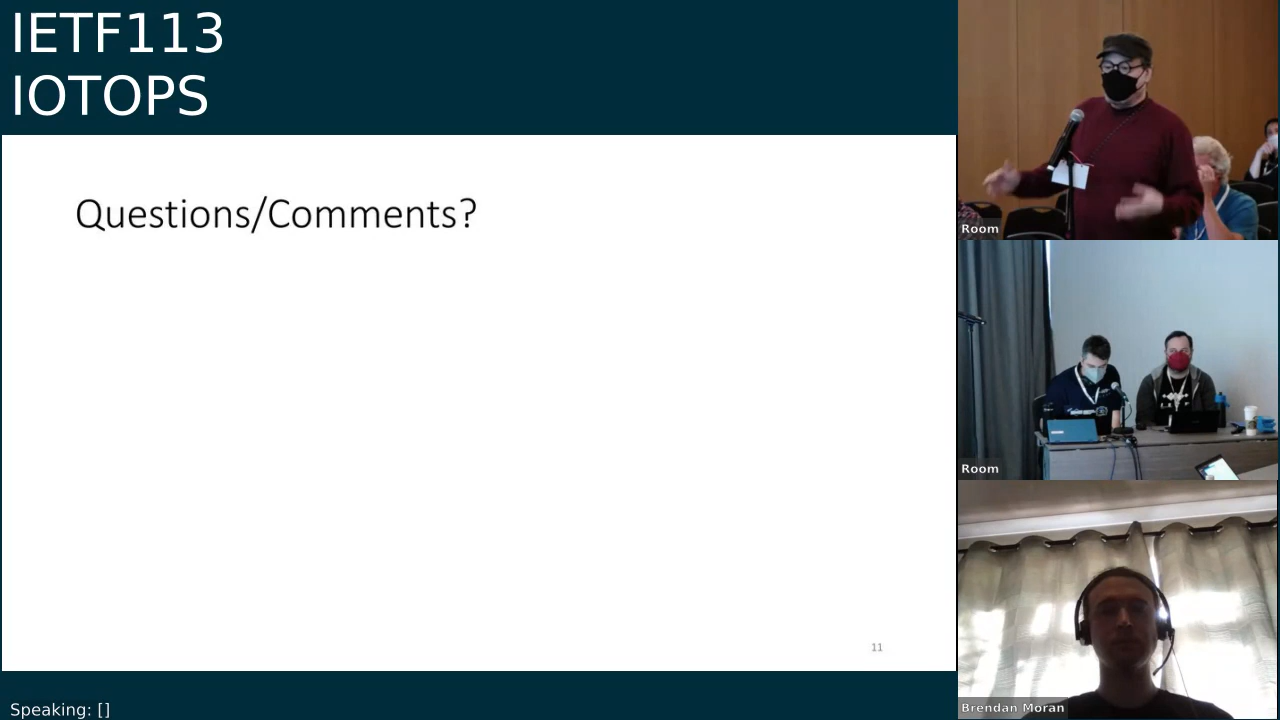 IETF113
IOTOPS
Questions/Comments?
11
Speaking: []
Room
Room
Brendan Moran